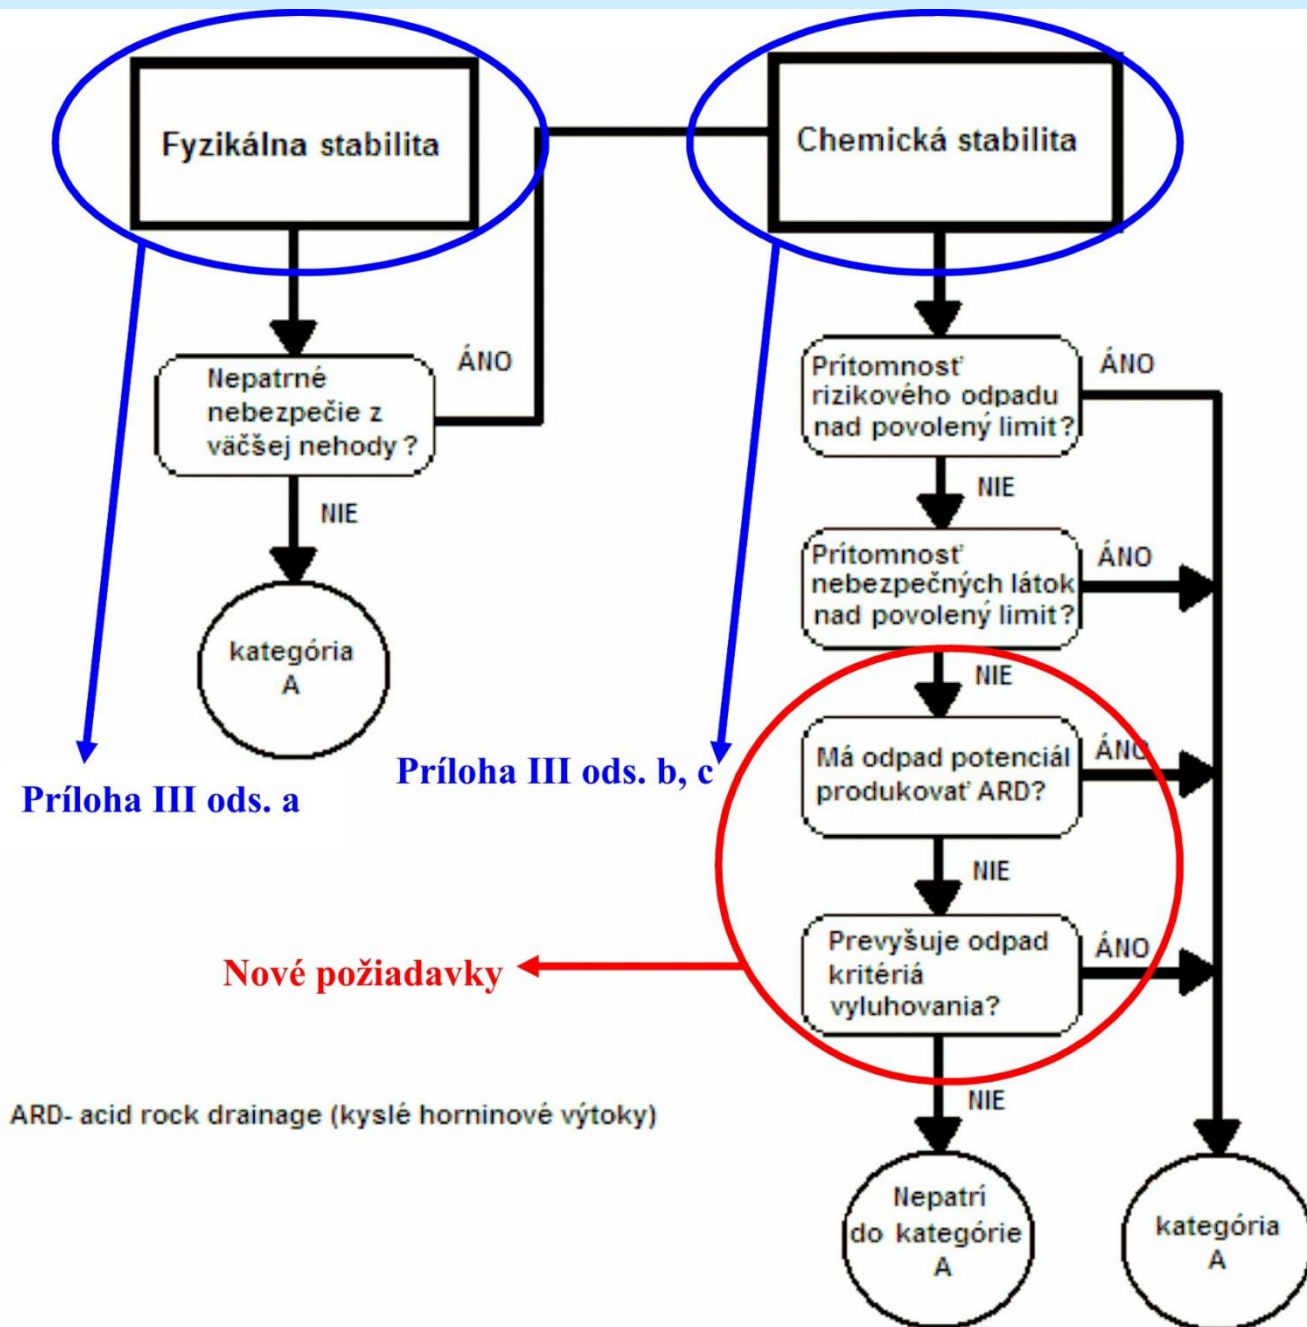 Fyzikálna stabilita
Nepatrné
nebezpečie z
väčšej nehody ?
ÁNO
NIE
kategória
A
Príloha III ods. a
Chemická stabilita
Prítomnosť
rizikového odpadu
nad povolený limit?
ÁNO
NIE
Prítomnosť
nebezpečných látok
nad povolený limit?
ÁNO
NIE
Príloha III ods. b, c
Má odpad potenciál
produkovať ARD?
ÁNO
NIE
Prevyšuje odpad
kritériá
vyluhovania?
ÁNO
NIE
Nové požiadavky
ARD- acid rock drainage (kyslé horninové výtoky)
Nepatrí
do kategórie
A
kategória
A